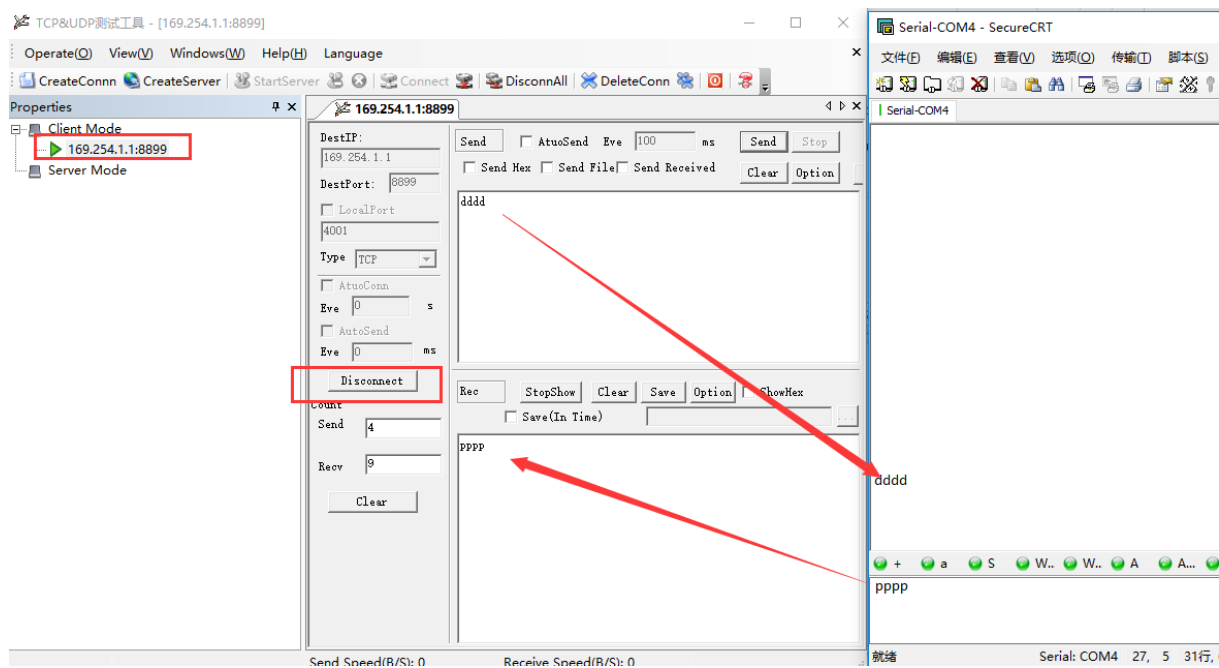 TCP&UDP测试工具 - [169.254.1.1:8899]
Operate(O) View(V) Windows(W) Help(H) Language
CreateConnn CreateServer StartServer Connect DisconnAll DeleteConn
Properties
Client Mode
169.254.1.1:8899
Server Mode
169.254.1.1:8899
DestIP:
169.254.1.1
DestPort: 8899
LocalPort
4001
Type TCP
AtuoConn
Eve 0 s
AutoSend
Eve 0 ms
Disconnect
Count
Send 4
Recv 9
Clear
Send AtuoSend Eve 100 ms Send Stop
Send Hex Send File Send Received Clear Option
dddd
Rec StopShow Clear Save Option ShowHex
Save(In Time) ...
pppp
Send Speed(B/S): 0 Receive Speed(B/S): 0
Serial-COM4 - SecureCRT
文件(F) 编辑(E) 查看(V) 选项(O) 传输(T) 脚本(S)
Serial-COM4
dddd
+ a S W.. W.. A A...
pppp
就绪 Serial: COM4 27, 5 31行,